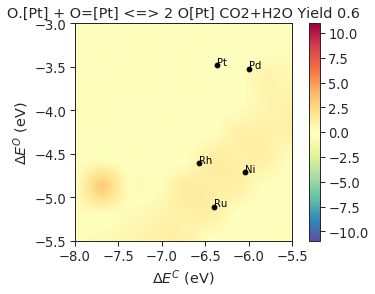 O.[Pt] + O=[Pt] <=> 2 O[Pt] CO2+H2O Yield 0.6
−3.0
−3.5
−4.0
−4.5
−5.0
−5.5
ΔE^O (eV)
Pt
Pd
Rh
Ni
Ru
−8.0 −7.5 −7.0 −6.5 −6.0 −5.5
ΔE^C (eV)
10.0
7.5
5.0
2.5
0.0
−2.5
−5.0
−7.5
−10.0